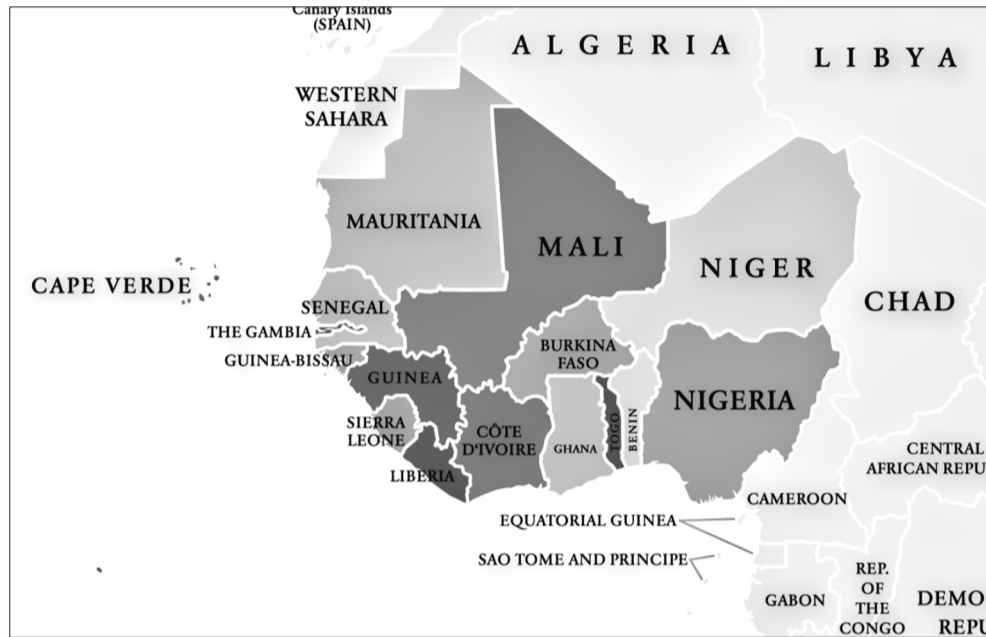 Canary Islands
(SPAIN)
ALGERIA
LIBYA
WESTERN
SAHARA
MAURITANIA
MALI
NIGER
CAPE VERDE
CHAD
SENEGAL
THE GAMBIA
BURKINA
FASO
GUINEA-BISSAU
GUINEA
NIGERIA
SIERRA
LEONE
CÔTE
D'IVOIRE
GHANA
TOGO
BENIN
LIBERIA
CENTRAL
AFRICAN REPU
CAMEROON
EQUATORIAL GUINEA
SAO TOME AND PRINCIPE
GABON
REP.
OF
THE
CONGO
DEMO
REPU